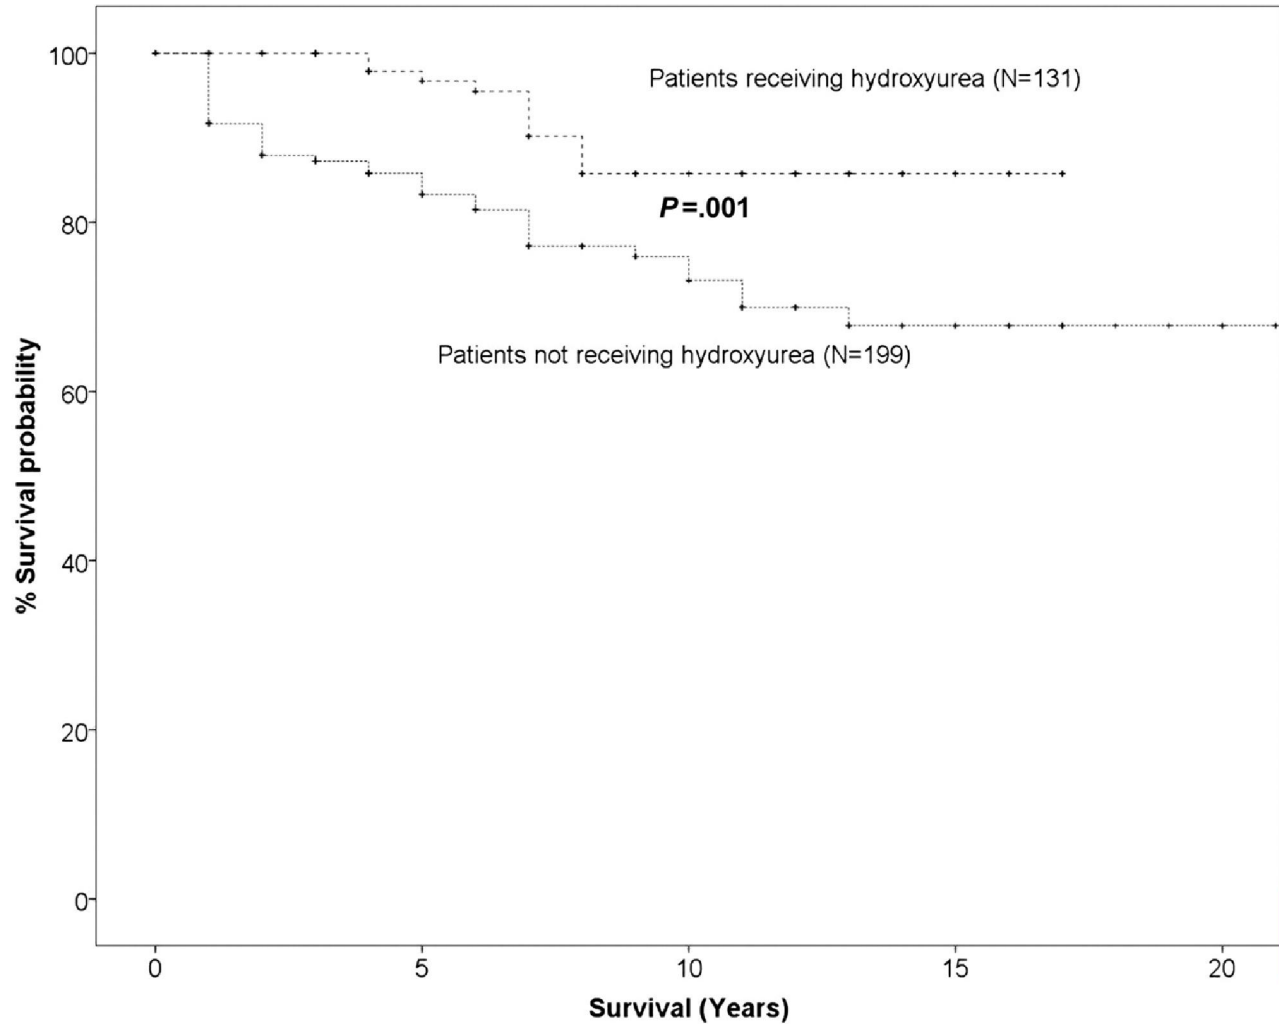 100
Patients receiving hydroxyurea (N=131)
P=.001
80
Patients not receiving hydroxyurea (N=199)
60
40
20
0
% Survival probability
0 5 10 15 20
Survival (Years)